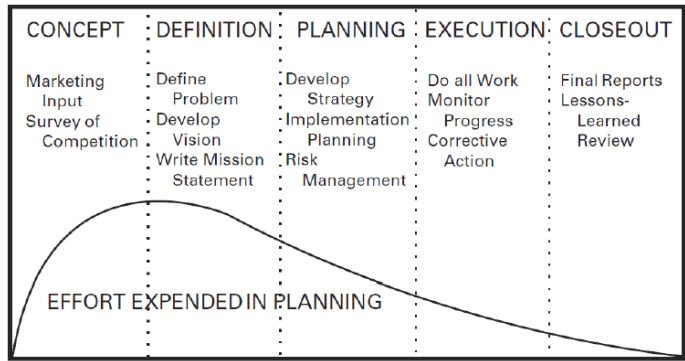 CONCEPT
Marketing
Input
Survey of
Competition
DEFINITION
Define
Problem
Develop
Vision
Write Mission
Statement
PLANNING
Develop
Strategy
Implementation
Planning
Risk
Management
EXECUTION
Do all Work
Monitor
Progress
Corrective
Action
CLOSEOUT
Final Reports
Lessons-
Learned
Review
EFFORT EXPENDED IN PLANNING